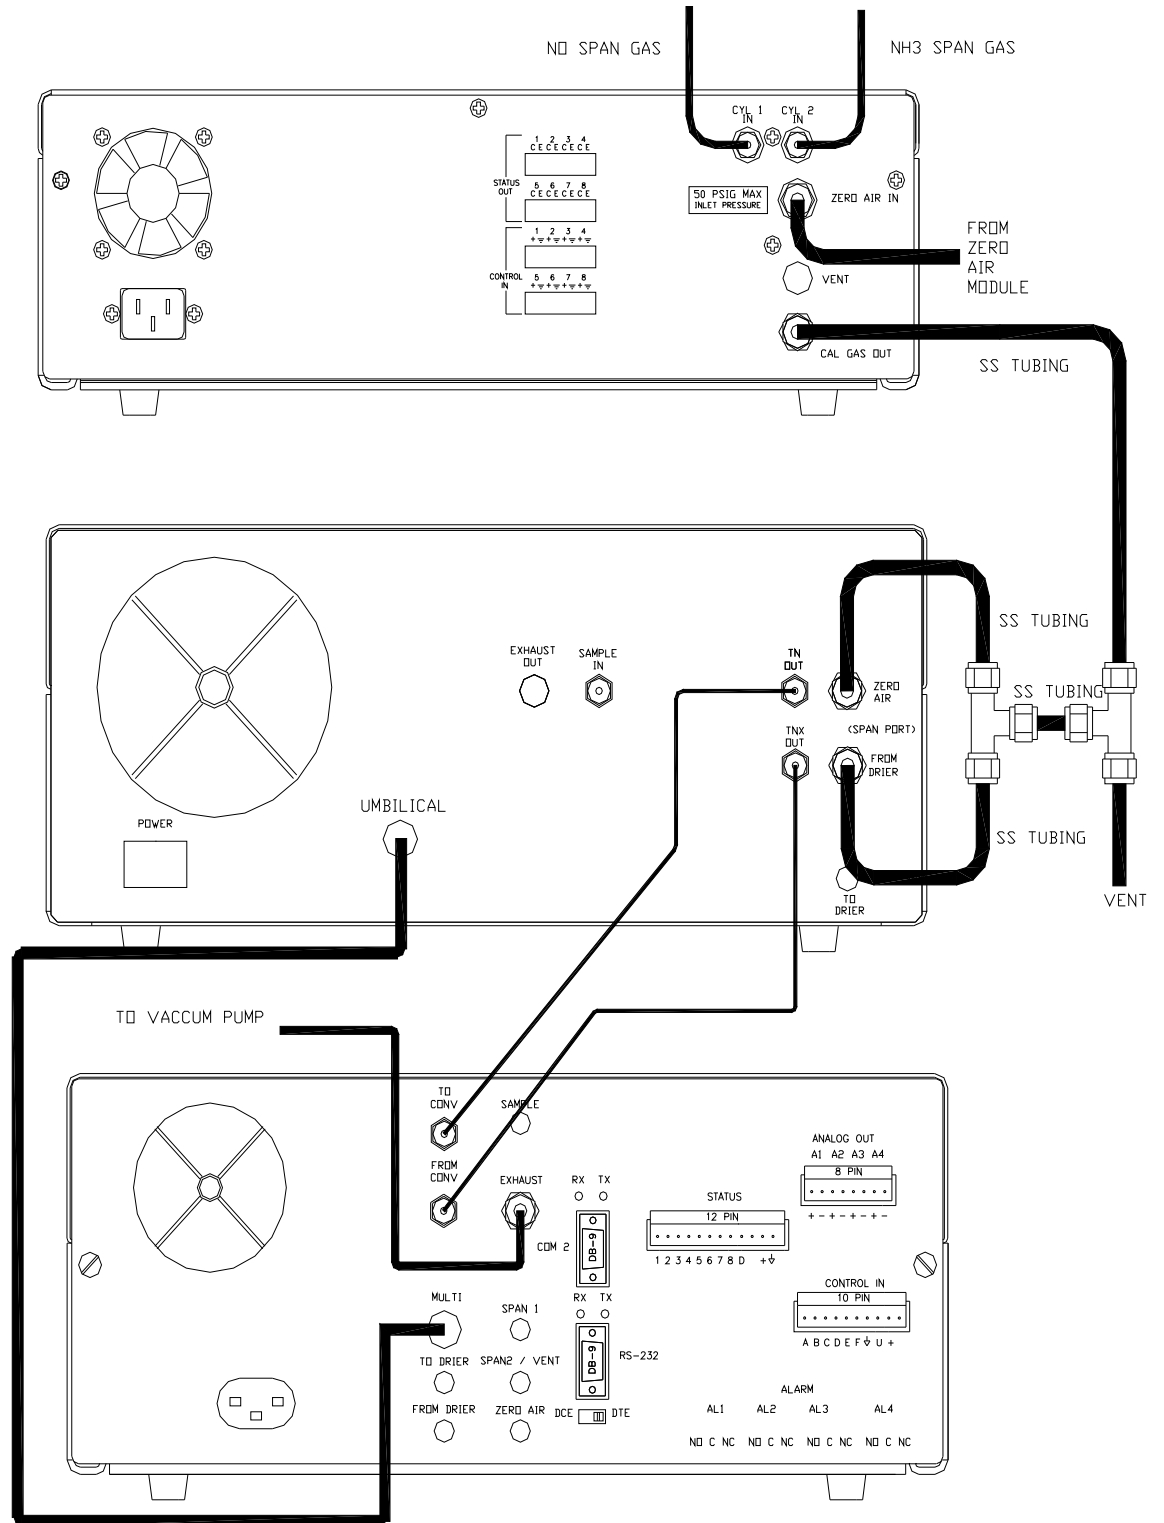 NO SPAN GAS
NH3 SPAN GAS
CYL 1
IN
CYL 2
IN
1 2 3 4
CECECECE
STATUS
OUT
5 6 7 8
CECECECE
1 2 3 4
CONTROL
IN
5 6 7 8
50 PSIG MAX
INLET PRESSURE
ZERO AIR IN
FROM
ZERO
AIR
MODULE
VENT
CAL GAS OUT
SS TUBING
EXHAUST
OUT
SAMPLE
IN
TN
OUT
ZERO
AIR
SS TUBING
SS TUBING
TNX
OUT
(SPAN PORT)
FROM
DRIER
UMBILICAL
POWER
SS TUBING
TO
DRIER
VENT
TO VACCUM PUMP
TO
CONV
SAMPLE
FROM
CONV
EXHAUST
RX TX
COM 2
DB-9
STATUS
12 PIN
1 2 3 4 5 6 7 8 D +
ANALOG OUT
A1 A2 A3 A4
8 PIN
+ - + - + - + -
MULTI
SPAN 1
RX TX
DB-9
RS-232
CONTROL IN
10 PIN
A B C D E F U +
TO DRIER
SPAN2 / VENT
FROM DRIER
ZERO AIR
DCE
DTE
ALARM
AL1 AL2 AL3 AL4
NO C NC NO C NC NO C NC NO C NC